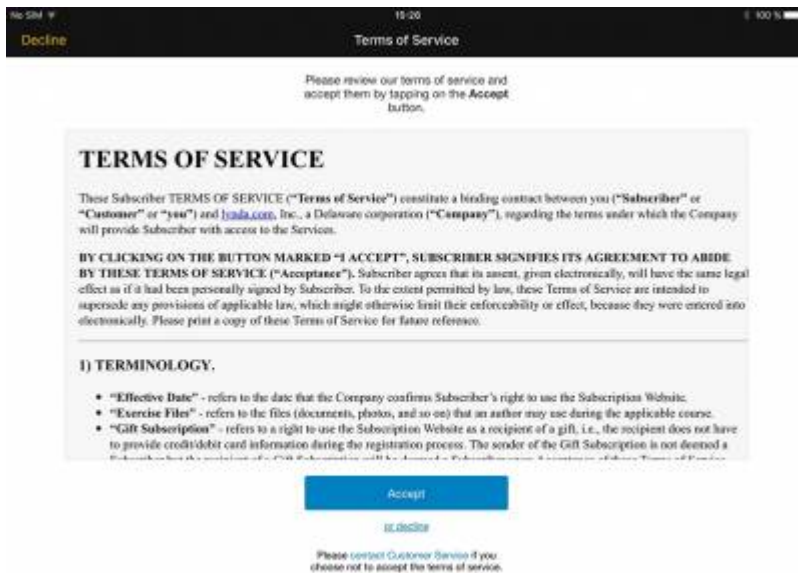 No SIM
15:26
100 %
Decline
Terms of Service
Please review our terms of service and
accept them by tapping on the Accept
button.
TERMS OF SERVICE
These Subscriber TERMS OF SERVICE (“Terms of Service”) constitute a binding contract between you (“Subscriber” or
“Customer” or “you”) and lynda.com, Inc., a Delaware corporation (“Company”), regarding the terms under which the Company
will provide Subscriber with access to the Services.
BY CLICKING ON THE BUTTON MARKED “I ACCEPT”, SUBSCRIBER SIGNIFIES ITS AGREEMENT TO ABIDE
BY THESE TERMS OF SERVICE (“Acceptance”). Subscriber agrees that its assent, given electronically, will have the same legal
effect as if it had been personally signed by Subscriber. To the extent permitted by law, these Terms of Service are intended to
supersede any provisions of applicable law, which might otherwise limit their enforceability or effect, because they were entered into
electronically. Please print a copy of these Terms of Service for future reference.
1) TERMINOLOGY.
• “Effective Date” - refers to the date that the Company confirms Subscriber’s right to use the Subscription Website.
• “Exercise Files” - refers to the files (documents, photos, and so on) that an author may use during the applicable course.
• “Gift Subscription” - refers to a right to use the Subscription Website as a recipient of a gift, i.e., the recipient does not have
to provide credit/debit card information during the registration process. The sender of the Gift Subscription is not deemed a
Accept
or decline
Please contact Customer Service if you
choose not to accept the terms of service.